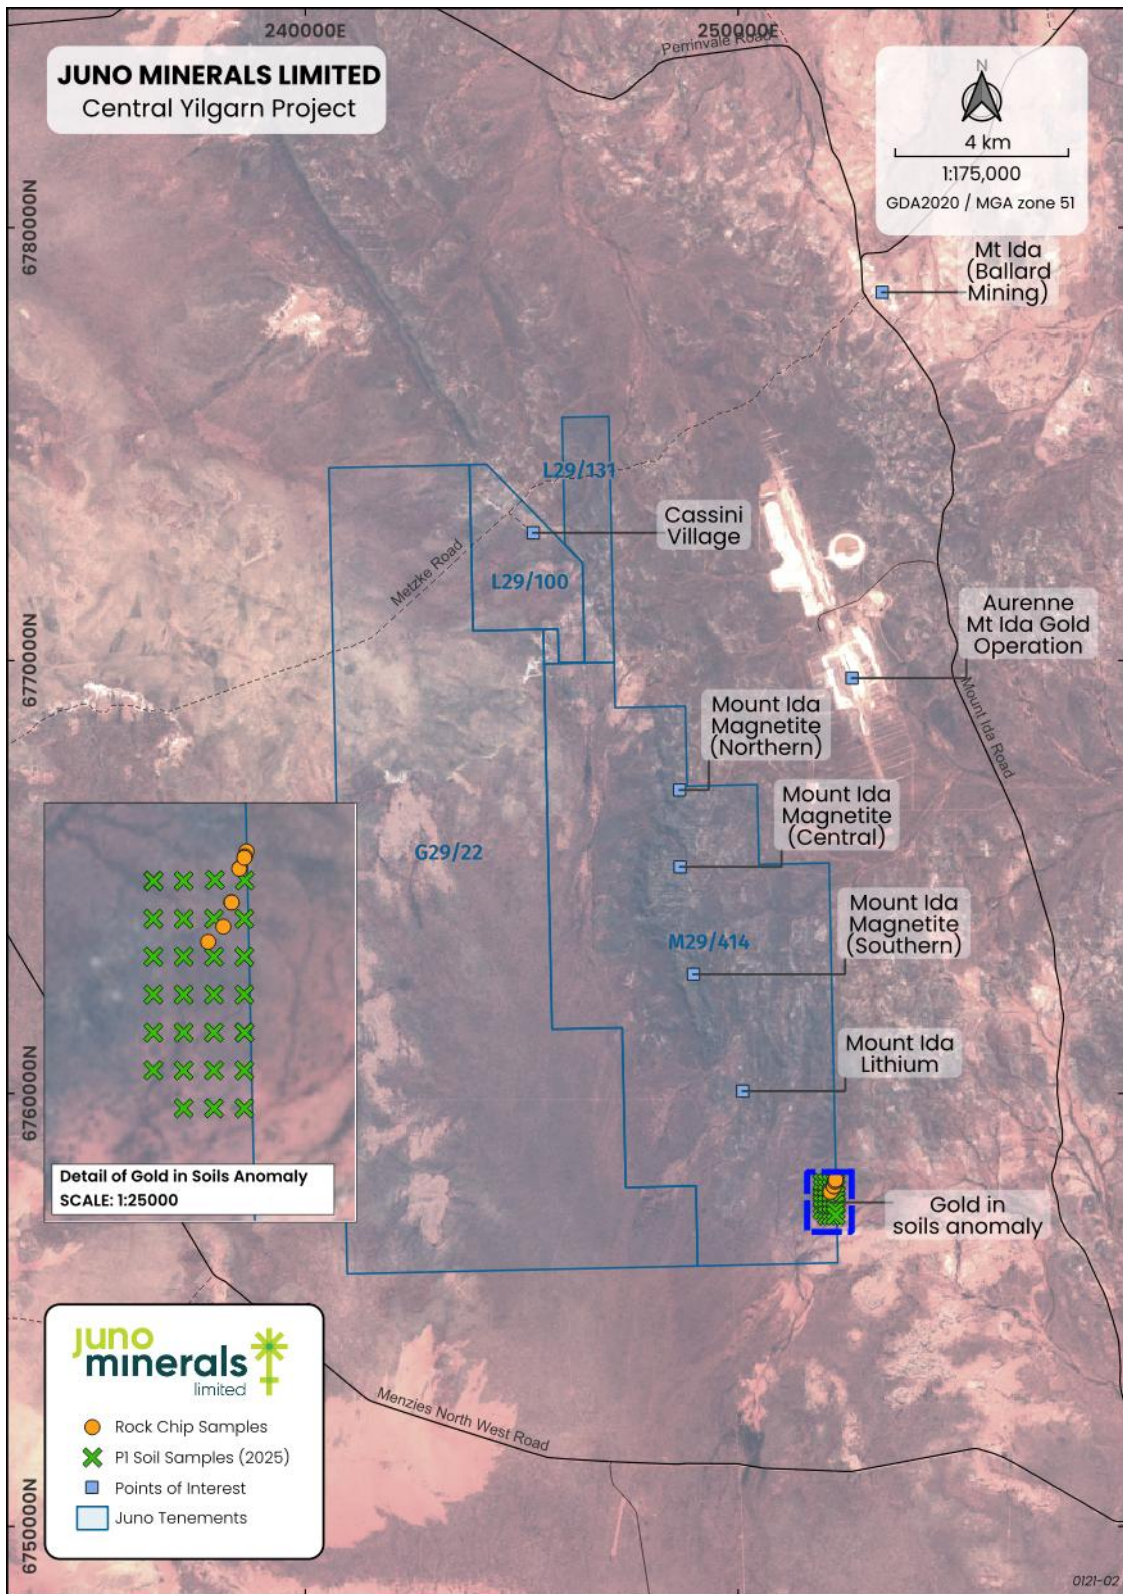 240000E
250000E
Perrinvale Road
JUNO MINERALS LIMITED
Central Yilgarn Project
N
4 km
1:175,000
GDA2020 / MGA zone 51
6780000N
Mt Ida
(Ballard
Mining)
L29/131
Cassini
Village
Metzke Road
L29/100
Aurenne
Mt Ida Gold
Operation
6770000N
Mount Ida Road
Mount Ida
Magnetite
(Northern)
Mount Ida
Magnetite
(Central)
G29/22
Mount Ida
Magnetite
(Southern)
M29/414
Mount Ida
Lithium
6760000N
Detail of Gold in Soils Anomaly
SCALE: 1:25000
Gold in
soils anomaly
juno
minerals
limited
Rock Chip Samples
P1 Soil Samples (2025)
Points of Interest
Juno Tenements
Menzies North West Road
6750000N
0121-02